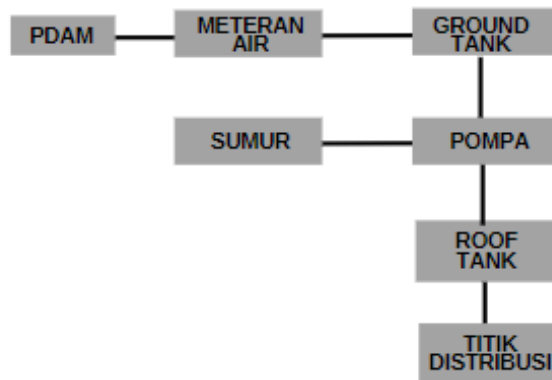 PDAM
METERAN
AIR
GROUND
TANK
SUMUR
POMPA
ROOF
TANK
TITIK
DISTRIBUSI